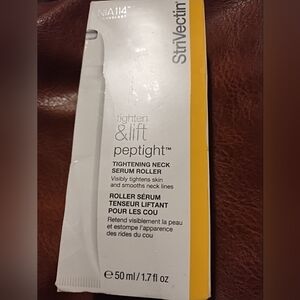 NIA114™
StriVectin®
tighten
&lift
peptight™
TIGHTENING NECK
SERUM ROLLER
Visibly tightens skin
and smooths neck lines
ROLLER SÉRUM
TENSEUR LIFTANT
POUR LES COU
Retend visiblement la peau
et estompe l'apparence
des rides du cou
e 50 ml / 1.7 fl oz